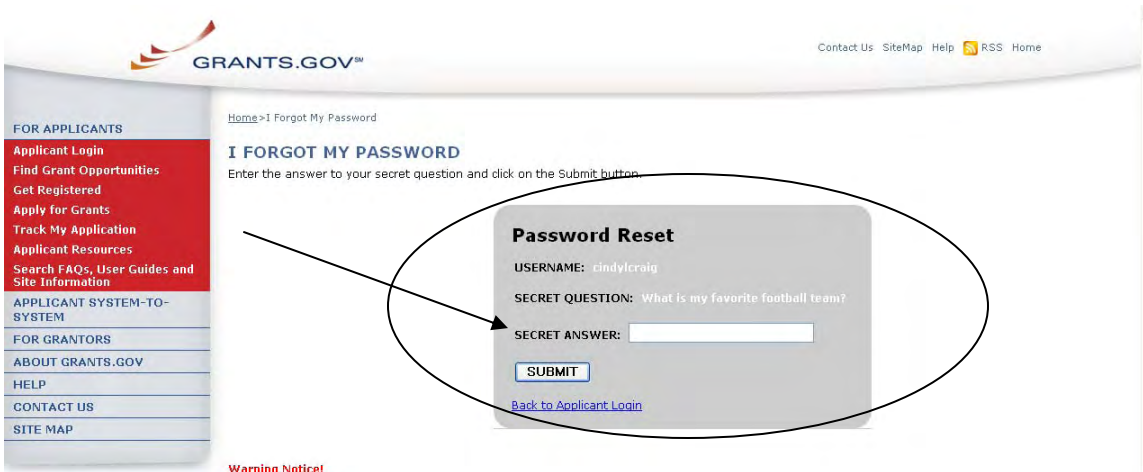 GRANTS.GOV℠
Contact Us SiteMap Help RSS Home
FOR APPLICANTS
Applicant Login
Find Grant Opportunities
Get Registered
Apply for Grants
Track My Application
Applicant Resources
Search FAQs, User Guides and
Site Information
APPLICANT SYSTEM-TO-
SYSTEM
FOR GRANTORS
ABOUT GRANTS.GOV
HELP
CONTACT US
SITE MAP
Home>I Forgot My Password
I FORGOT MY PASSWORD
Enter the answer to your secret question and click on the Submit button.
Password Reset
USERNAME: cindylcraig
SECRET QUESTION: What is my favorite football team?
SECRET ANSWER:
SUBMIT
Back to Applicant Login
Warning Notice!